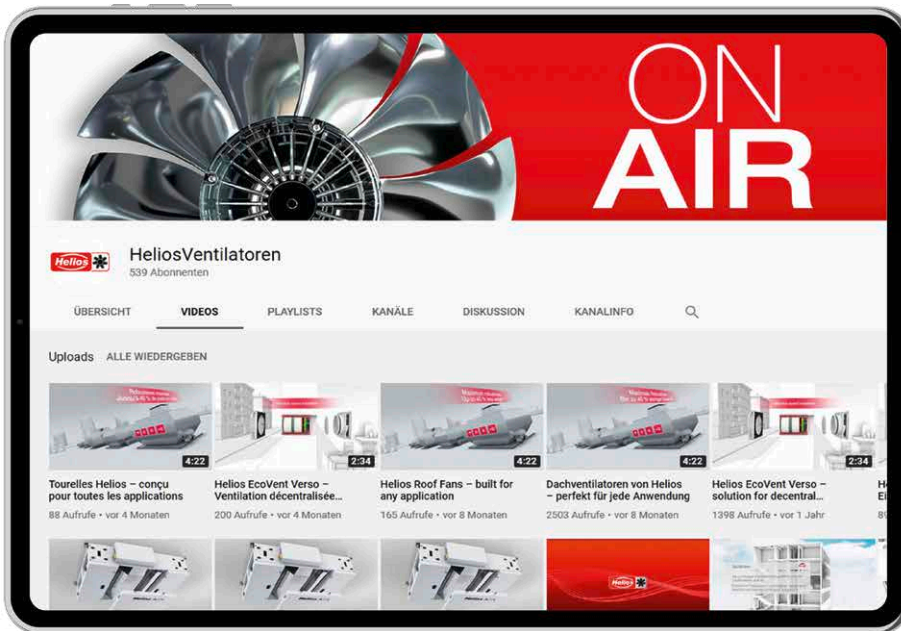 ON
AIR
Helios
HeliosVentilatoren
539 Abonnenten
ÜBERSICHT VIDEOS PLAYLISTS KANÄLE DISKUSSION KANALINFO
Uploads ALLE WIEDERGEBEN
4:22 2:34 4:22 4:22 2:34
Tourelles Helios – conçu
pour toutes les applications
88 Aufrufe • vor 4 Monaten
Helios EcoVent Verso –
Ventilation décentralisée...
200 Aufrufe • vor 4 Monaten
Helios Roof Fans – built for
any application
165 Aufrufe • vor 8 Monaten
Dachventilatoren von Helios
– perfekt für jede Anwendung
2503 Aufrufe • vor 8 Monaten
Helios EcoVent Verso –
solution for decentral...
1398 Aufrufe • vor 1 Jahr
Helios